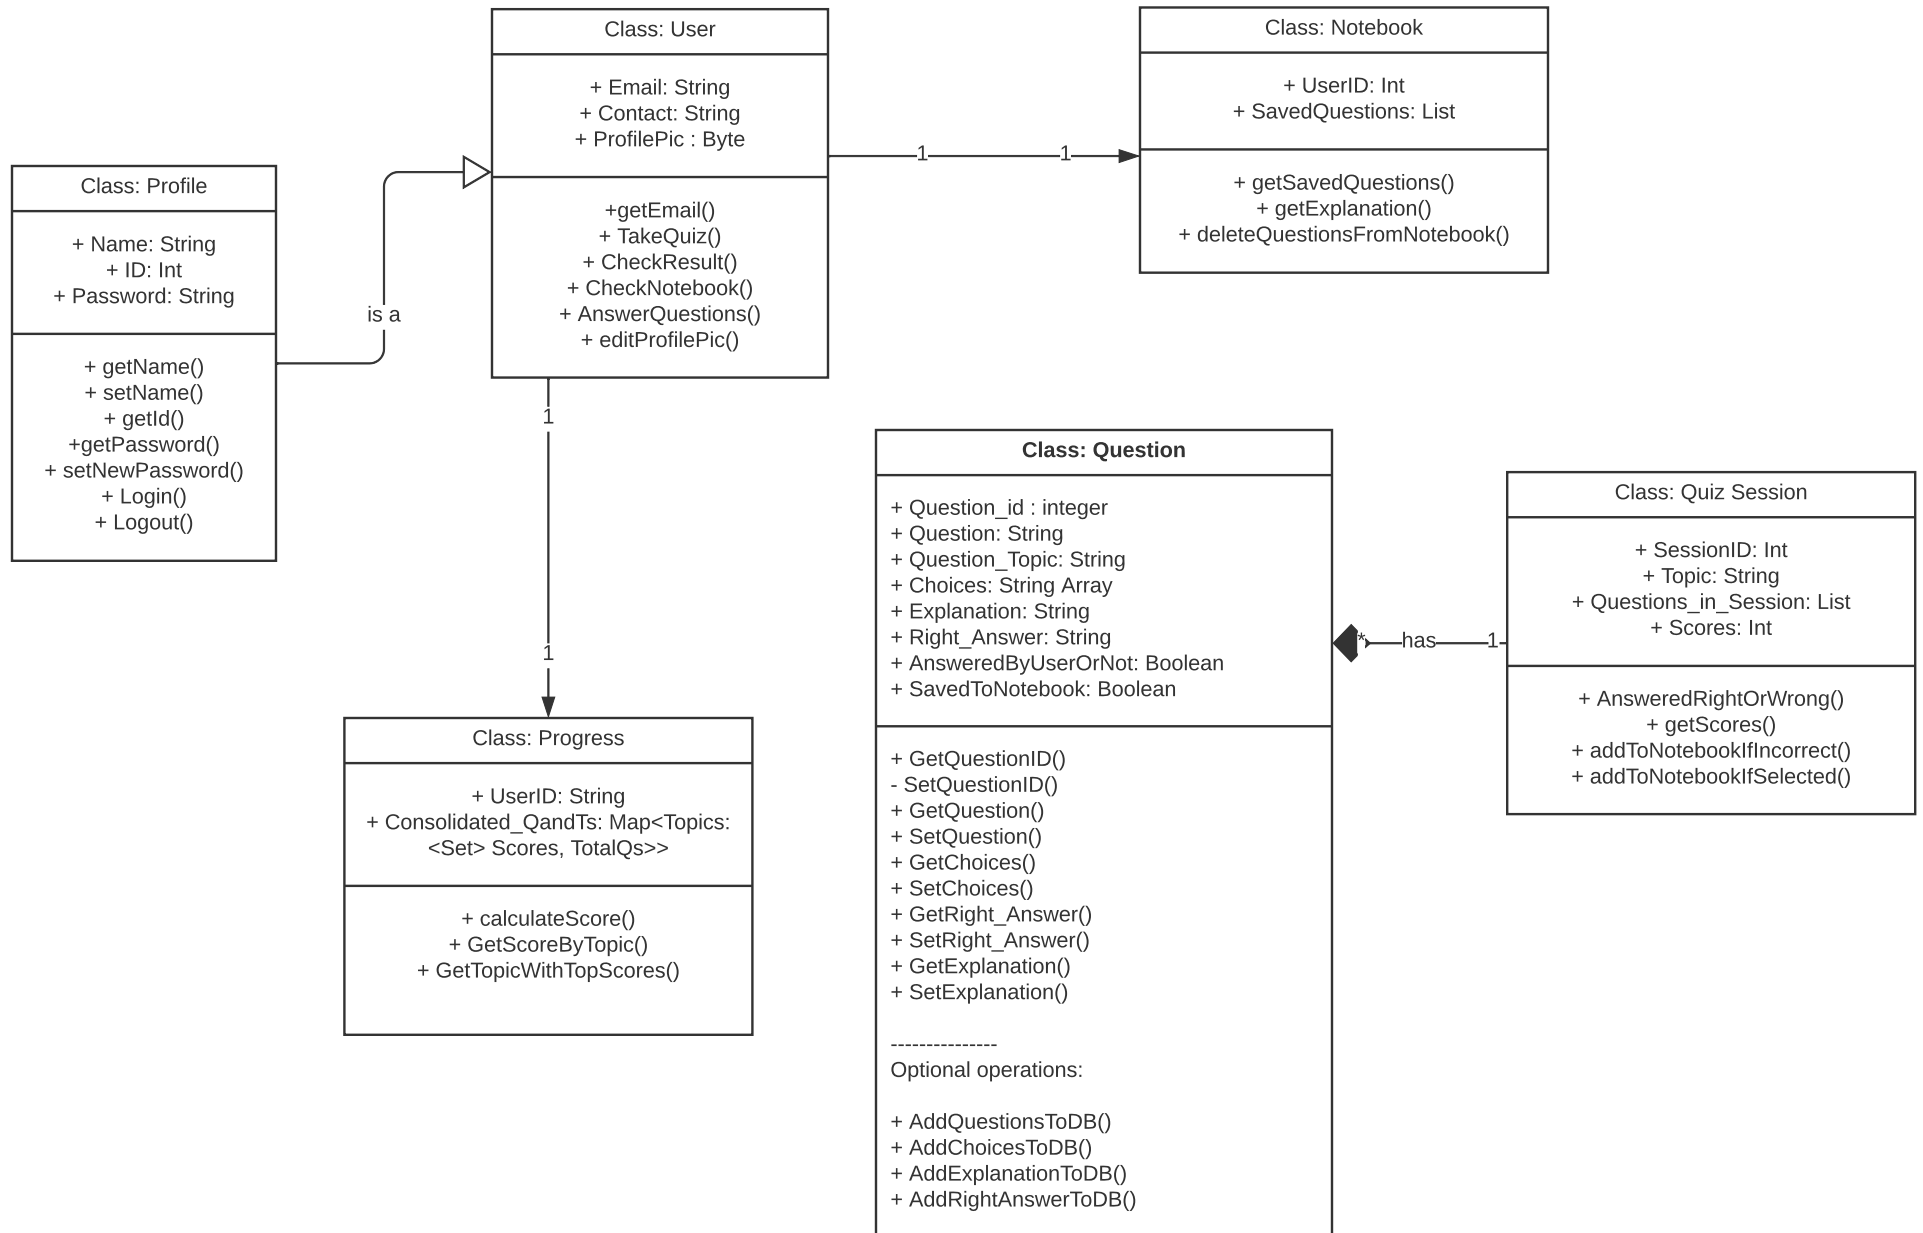 Class: User
+ Email: String
+ Contact: String
+ ProfilePic : Byte
+getEmail()
+ TakeQuiz()
+ CheckResult()
+ CheckNotebook()
+ AnswerQuestions()
+ editProfilePic()
1
1
Class: Notebook
+ UserID: Int
+ SavedQuestions: List
+ getSavedQuestions()
+ getExplanation()
+ deleteQuestionsFromNotebook()
Class: Profile
+ Name: String
+ ID: Int
+ Password: String
+ getName()
+ setName()
+ getId()
+getPassword()
+ setNewPassword()
+ Login()
+ Logout()
is a
1
1
Class: Progress
+ UserID: String
+ Consolidated_QandTs: Map<Topics:
<Set> Scores, TotalQs>>
+ calculateScore()
+ GetScoreByTopic()
+ GetTopicWithTopScores()
Class: Question
+ Question_id : integer
+ Question: String
+ Question_Topic: String
+ Choices: String Array
+ Explanation: String
+ Right_Answer: String
+ AnsweredByUserOrNot: Boolean
+ SavedToNotebook: Boolean
+ GetQuestionID()
- SetQuestionID()
+ GetQuestion()
+ SetQuestion()
+ GetChoices()
+ SetChoices()
+ GetRight_Answer()
+ SetRight_Answer()
+ GetExplanation()
+ SetExplanation()
---------------
Optional operations:
+ AddQuestionsToDB()
+ AddChoicesToDB()
+ AddExplanationToDB()
+ AddRightAnswerToDB()
*
has
1
Class: Quiz Session
+ SessionID: Int
+ Topic: String
+ Questions_in_Session: List
+ Scores: Int
+ AnsweredRightOrWrong()
+ getScores()
+ addToNotebookIfIncorrect()
+ addToNotebookIfSelected()